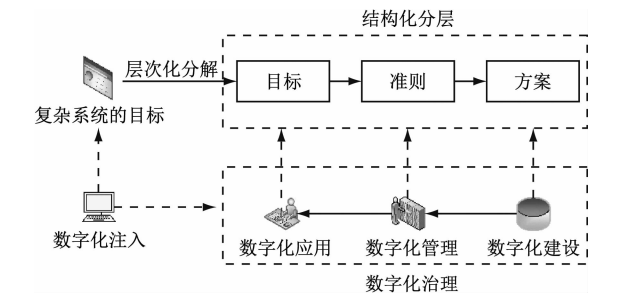 结构化分层
层次化分解
目标
准则
方案
复杂系统的目标
数字化注入
数字化应用
数字化管理
数字化建设
数字化治理